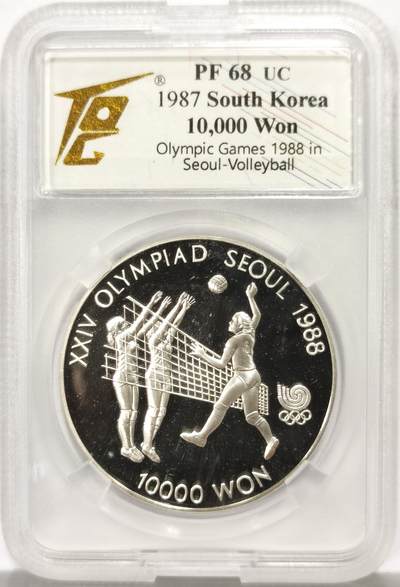 ®
PF 68 UC
1987 South Korea
10,000 Won
Olympic Games 1988 in
Seoul-Volleyball
XXIV OLYMPIAD SEOUL 1988
10000 WON